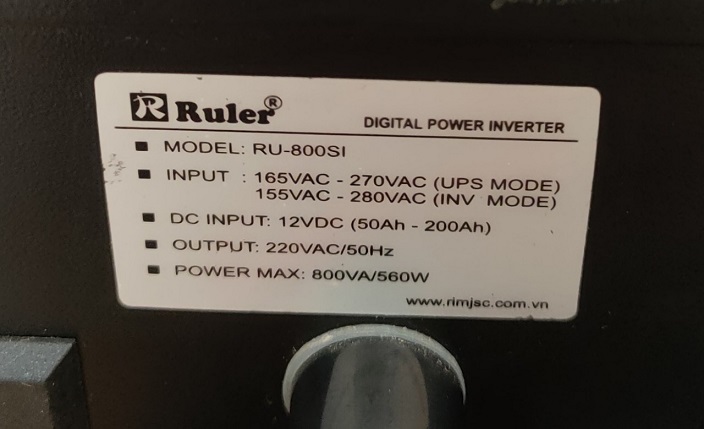 R Ruler®
DIGITAL POWER INVERTER
■ MODEL: RU-800SI
■ INPUT : 165VAC - 270VAC (UPS MODE)
155VAC - 280VAC (INV MODE)
■ DC INPUT: 12VDC (50Ah - 200Ah)
■ OUTPUT: 220VAC/50Hz
■ POWER MAX: 800VA/560W
www.rimjsc.com.vn